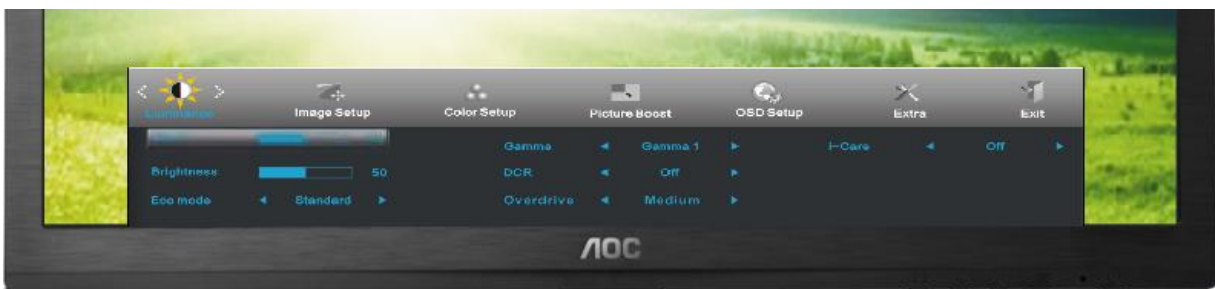 Luminance
Image Setup
Color Setup
Picture Boost
OSD Setup
Extra
Exit
Brightness 50
Eco mode Standard
Gamma Gamma 1
DCR Off
Overdrive Medium
i-Care Off
AOC